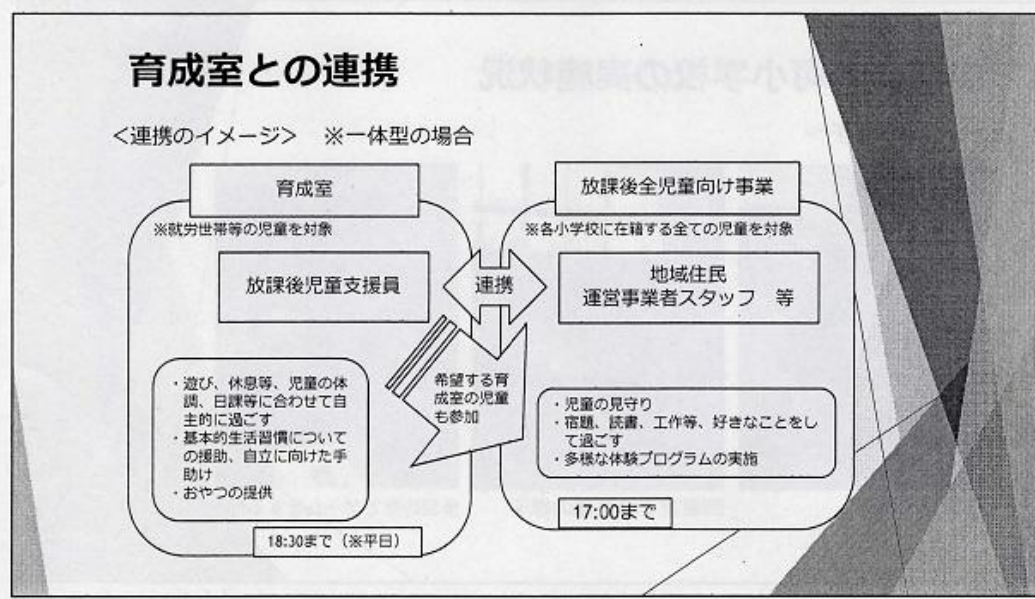 育成室との連携
<連携のイメージ>　※一体型の場合
育成室
※就労世帯等の児童を対象
放課後児童支援員
・遊び、休息等、児童の体
調、日課等に合わせて自
主的に過ごす
・基本的生活習慣について
の援助、自立に向けた手
助け
・おやつの提供
18:30まで（※平日）
連携
希望する育
成室の児童
も参加
放課後全児童向け事業
※各小学校に在籍する全ての児童を対象
地域住民
運営事業者スタッフ　等
・児童の見守り
・宿題、読書、工作等、好きなことをし
て過ごす
・多様な体験プログラムの実施
17:00まで